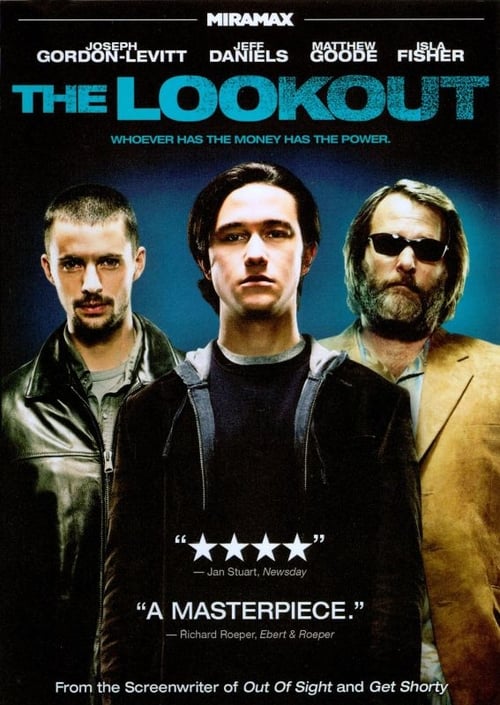 MIRAMAX
JOSEPH GORDON-LEVITT JEFF DANIELS MATTHEW GOODE ISLA FISHER
THE LOOKOUT
WHOEVER HAS THE MONEY HAS THE POWER.
“★★★★”
— Jan Stuart, Newsday
“A MASTERPIECE.”
— Richard Roeper, Ebert & Roeper
From the Screenwriter of Out Of Sight and Get Shorty